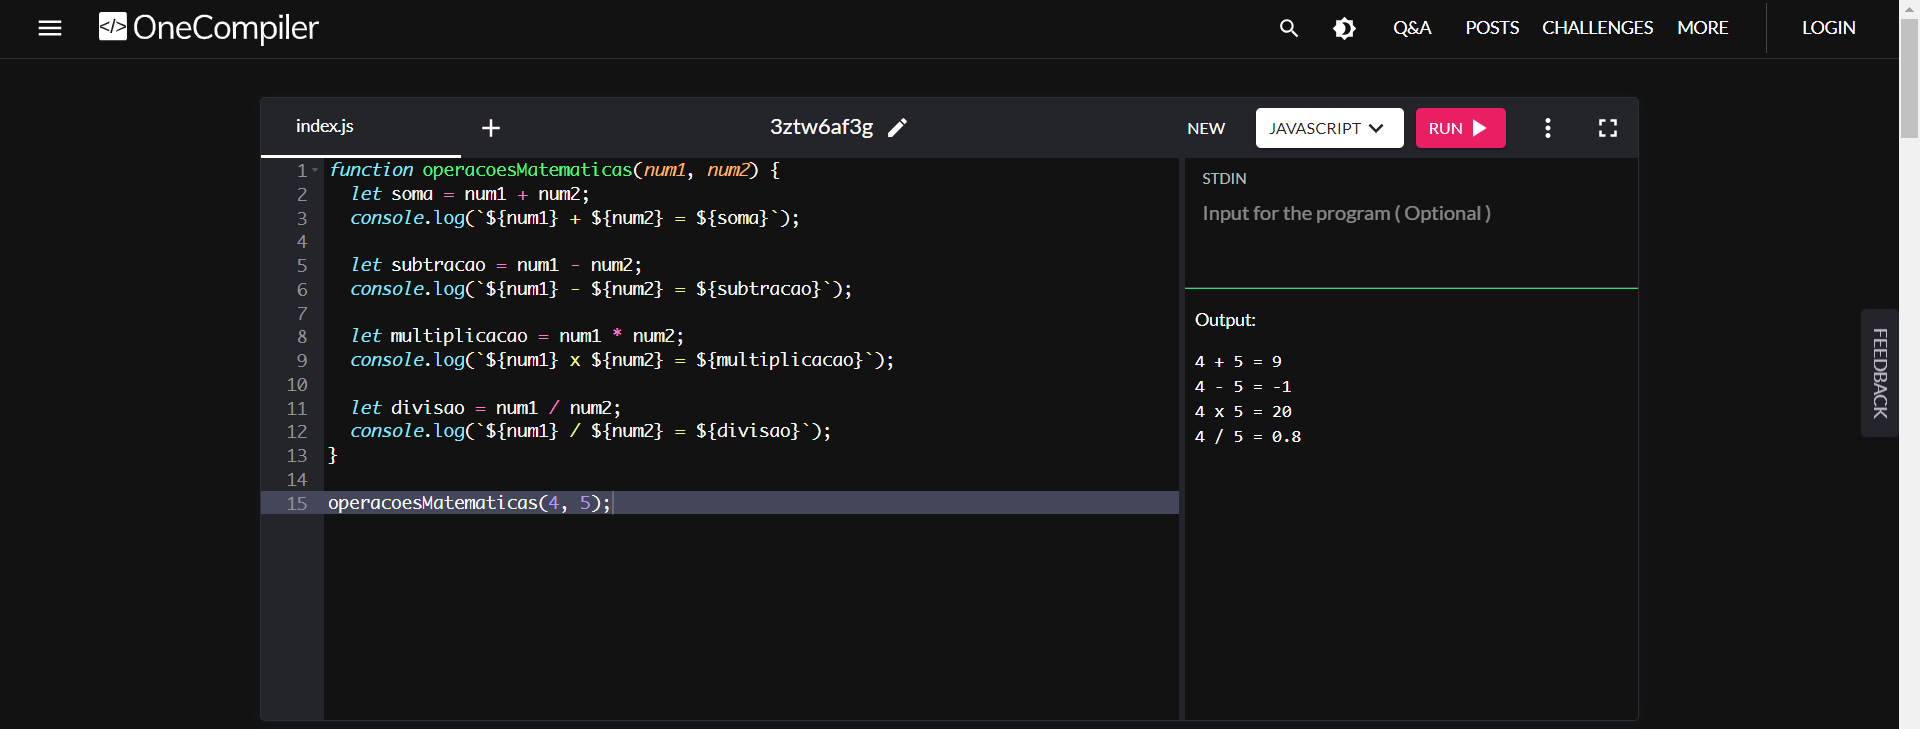 </> OneCompiler Q&A POSTS CHALLENGES MORE LOGIN
index.js + 3ztw6af3g NEW JAVASCRIPT RUN
1 function operacoesMatematicas(num1, num2) {
2 let soma = num1 + num2;
3 console.log(`${num1} + ${num2} = ${soma}`);
4
5 let subtracao = num1 - num2;
6 console.log(`${num1} - ${num2} = ${subtracao}`);
7
8 let multiplicacao = num1 * num2;
9 console.log(`${num1} x ${num2} = ${multiplicacao}`);
10
11 let divisao = num1 / num2;
12 console.log(`${num1} / ${num2} = ${divisao}`);
13 }
14
15 operacoesMatematicas(4, 5);
STDIN
Input for the program ( Optional )
Output:
4 + 5 = 9
4 - 5 = -1
4 x 5 = 20
4 / 5 = 0.8
FEEDBACK